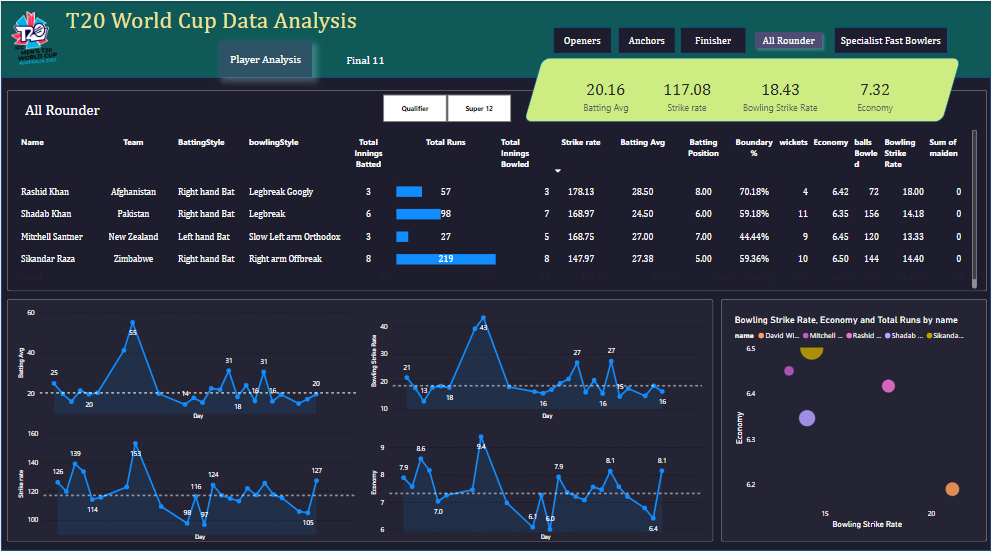 T20 World Cup Data Analysis
T20
MEN'S T20
WORLD CUP
Openers
Anchors
Finisher
All Rounder
Specialist Fast Bowlers
Player Analysis
Final 11
20.16 117.08 18.43 7.32
Batting Avg Strike rate Bowling Strike Rate Economy
All Rounder
Qualifier
Super 12
Name Team BattingStyle bowlingStyle Total Innings Batted Total Runs Total Innings Bowled Strike rate Batting Avg Batting Position Boundary % wickets Economy balls Bowled Bowling Strike Rate Sum of maiden
Rashid Khan Afghanistan Right hand Bat Legbreak Googly 3 57 3 178.13 28.50 8.00 70.18% 4 6.42 72 18.00 0
Shadab Khan Pakistan Right hand Bat Legbreak 6 98 7 168.97 24.50 6.00 59.18% 11 6.35 156 14.18 0
Mitchell Santner New Zealand Left hand Bat Slow Left arm Orthodox 3 27 5 168.75 27.00 7.00 44.44% 9 6.45 120 13.33 0
Sikandar Raza Zimbabwe Right hand Bat Right arm Offbreak 8 219 8 147.97 27.38 5.00 59.36% 10 6.50 144 14.40 0
Batting Avg
60
40
20
25 20 55 14 31 18 16 31 20
Day
Bowling Strike Rate
40
30
20
10
21 13 18 43 16 27 16 27 15 16
Day
Strike rate
160
140
120
100
126 139 114 153 98 116 97 124 105 127
Day
Economy
9
8
7
6
7.9 8.6 7.0 9.4 6.1 6.0 7.9 8.1 6.4 8.1
Day
Bowling Strike Rate, Economy and Total Runs by name
name David Wi... Mitchell ... Rashid ... Shadab ... Sikanda...
Economy
6.5
6.4
6.3
6.2
15 20
Bowling Strike Rate